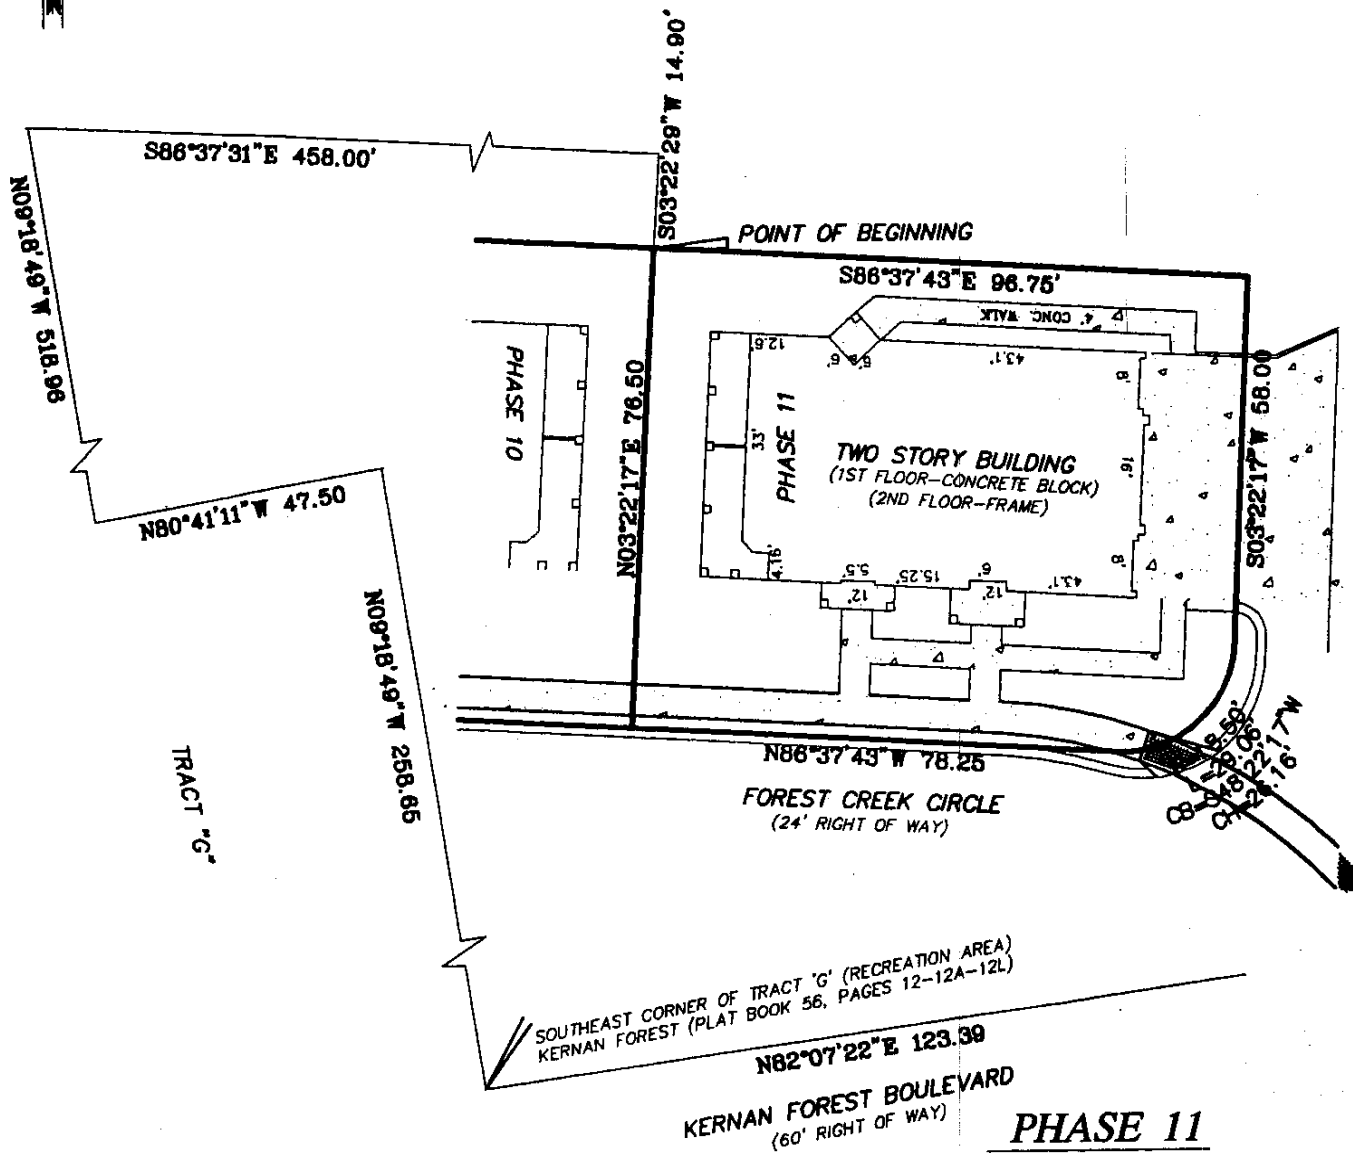 S03°22'29"W 14.90'
S86°37'31"E 458.00'
N09°18'49"W 518.96
POINT OF BEGINNING
S86°37'43"E 96.75'
4' CONC. WALK
12.6'
6'
6'
43.1'
8'
PHASE 10
N03°22'17"E 76.50
33'
PHASE 11
TWO STORY BUILDING
(1ST FLOOR-CONCRETE BLOCK)
(2ND FLOOR-FRAME)
16'
S03°22'17"W 58.00
N80°41'11"W 47.50
4.16'
5.5'
15.25'
6'
43.1'
8'
12'
12'
N09°18'49"W 258.65
TRACT "G"
N86°37'43"W 78.25
FOREST CREEK CIRCLE
(24' RIGHT OF WAY)
SOUTHEAST CORNER OF TRACT 'G' (RECREATION AREA)
KERNAN FOREST (PLAT BOOK 56, PAGES 12-12A-12L)
N82°07'22"E 123.39
KERNAN FOREST BOULEVARD
(60' RIGHT OF WAY)
PHASE 11